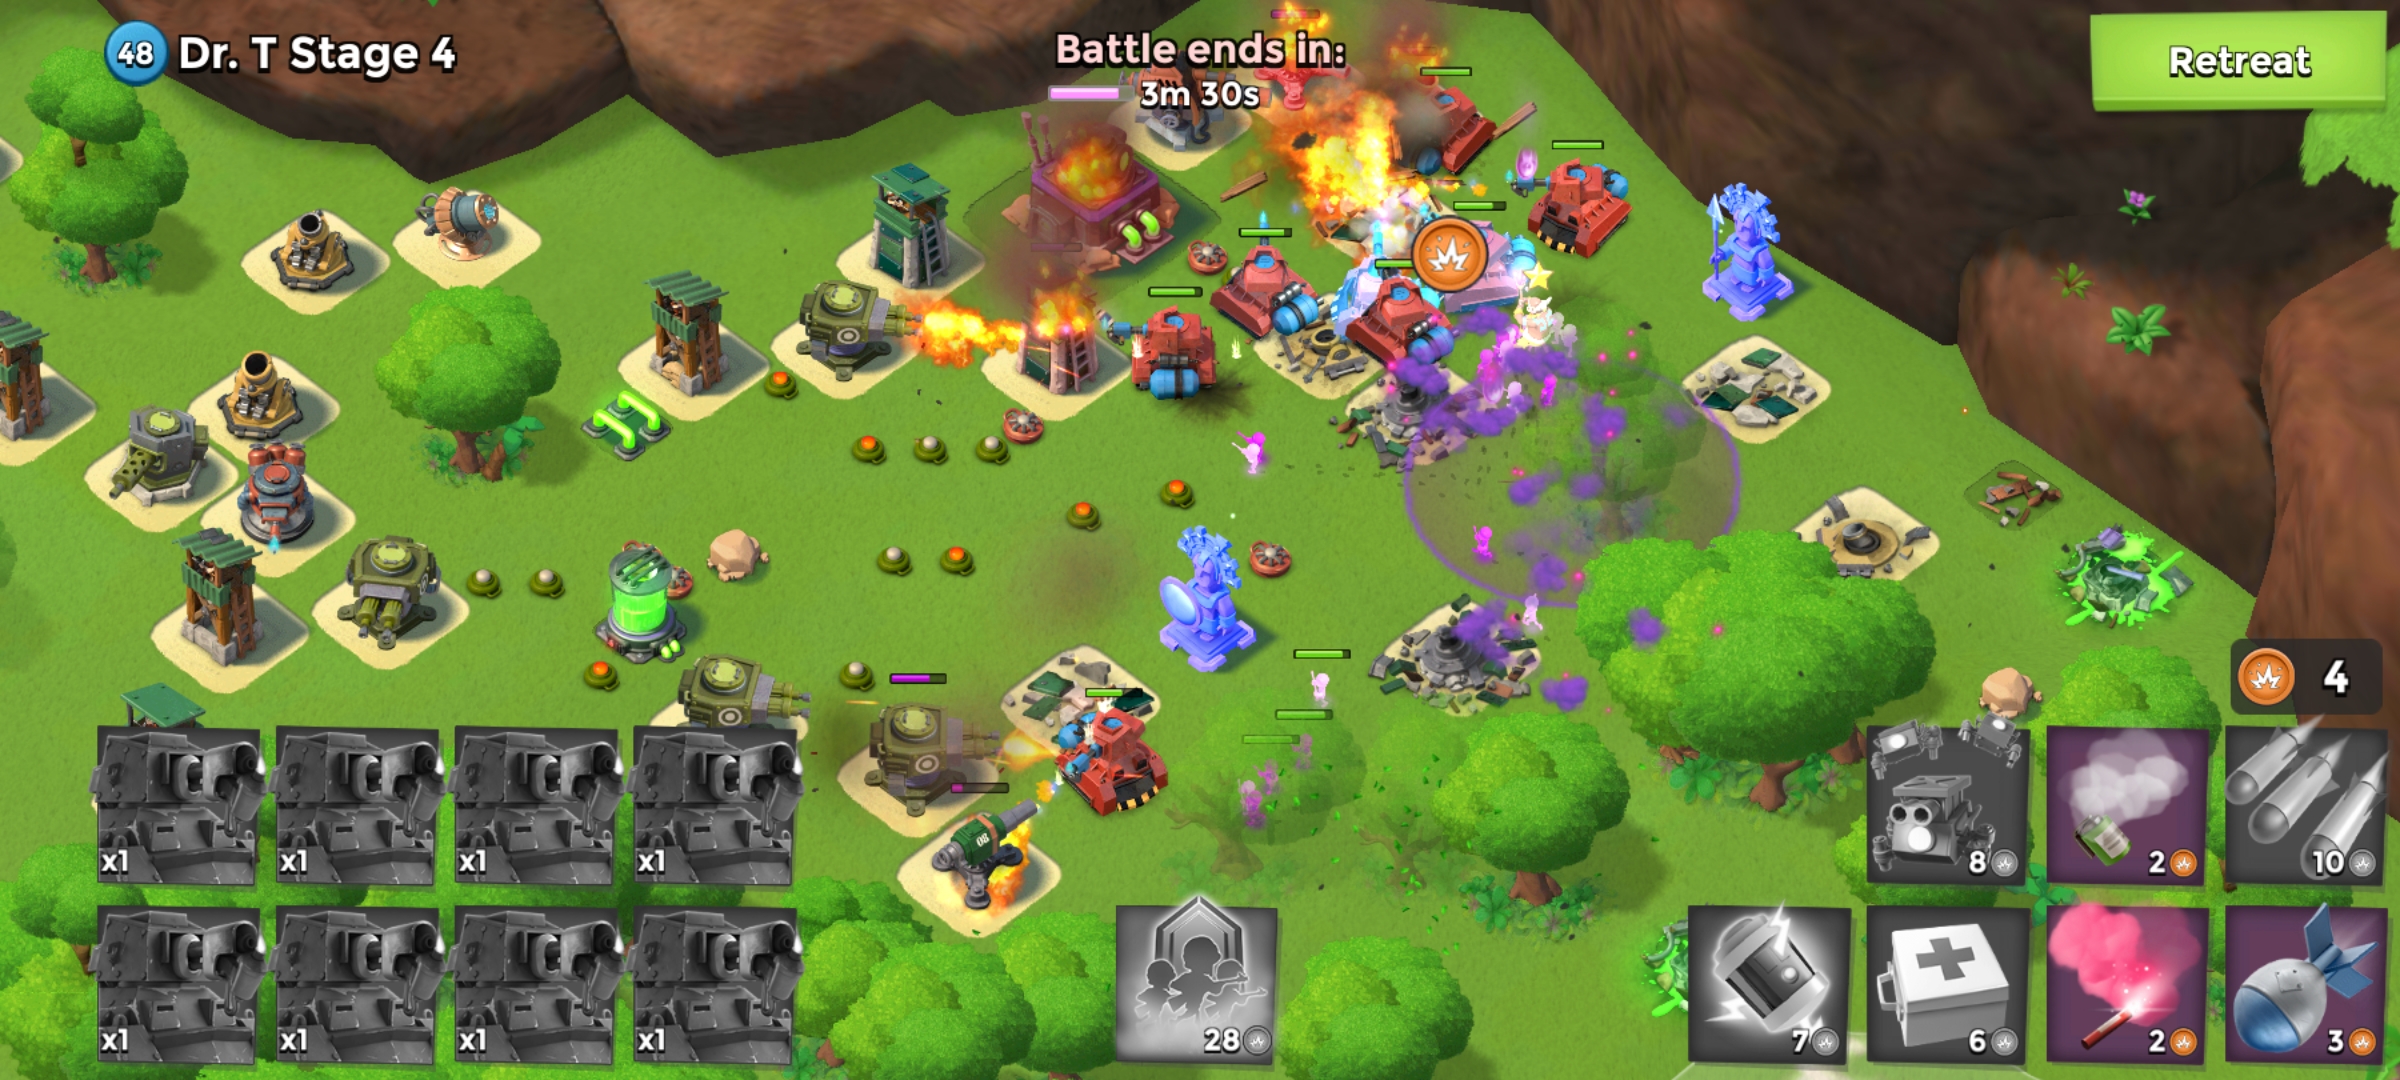 48 Dr. T Stage 4
Battle ends in:
3m 30s
Retreat
4
80
x1 x1 x1 x1
8 2 10
x1 x1 x1 x1
28
7 6 2 3